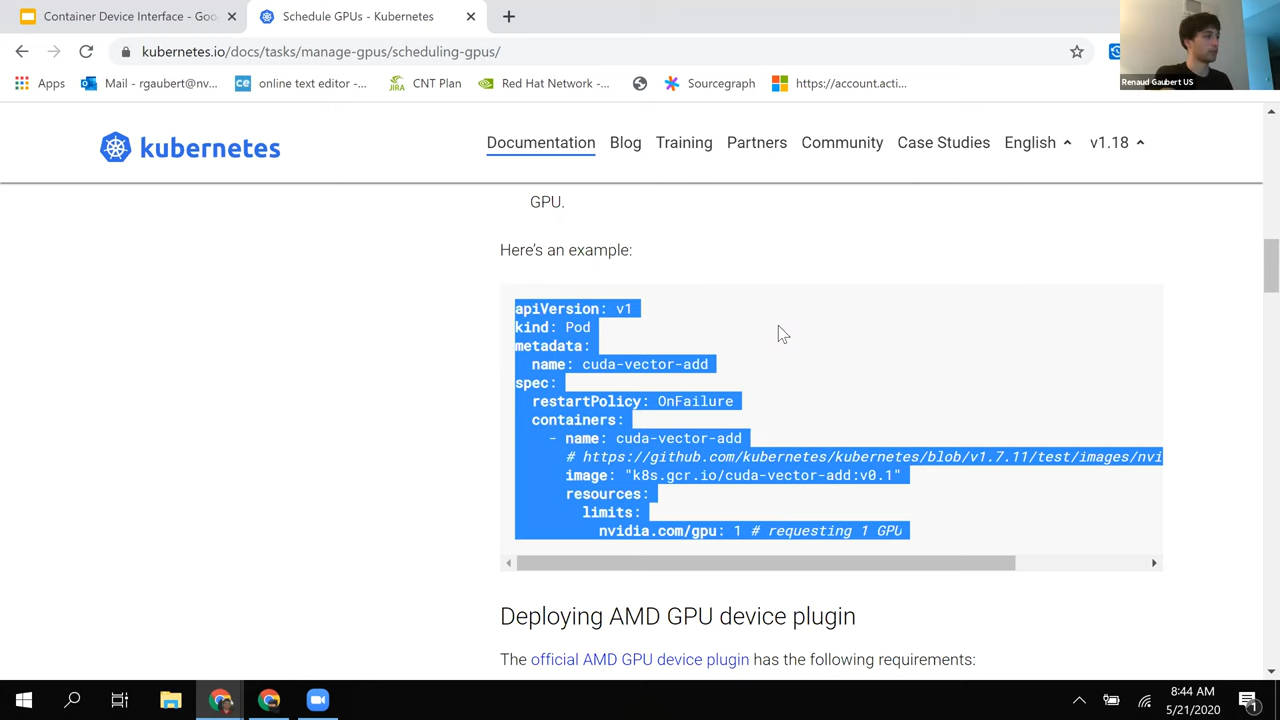 Container Device Interface - Goo
Schedule GPUs - Kubernetes
kubernetes.io/docs/tasks/manage-gpus/scheduling-gpus/
Apps
Mail - rgaubert@nv...
ce
online text editor -...
JIRA
CNT Plan
Red Hat Network -...
Sourcegraph
https://account.acti...
Renaud Gaubert US
kubernetes
Documentation
Blog
Training
Partners
Community
Case Studies
English
v1.18
GPU.
Here's an example:
apiVersion: v1
kind: Pod
metadata:
name: cuda-vector-add
spec:
restartPolicy: OnFailure
containers:
- name: cuda-vector-add
# https://github.com/kubernetes/kubernetes/blob/v1.7.11/test/images/nvi
image: "k8s.gcr.io/cuda-vector-add:v0.1"
resources:
limits:
nvidia.com/gpu: 1 # requesting 1 GPU
Deploying AMD GPU device plugin
The official AMD GPU device plugin has the following requirements:
8:44 AM
5/21/2020
1